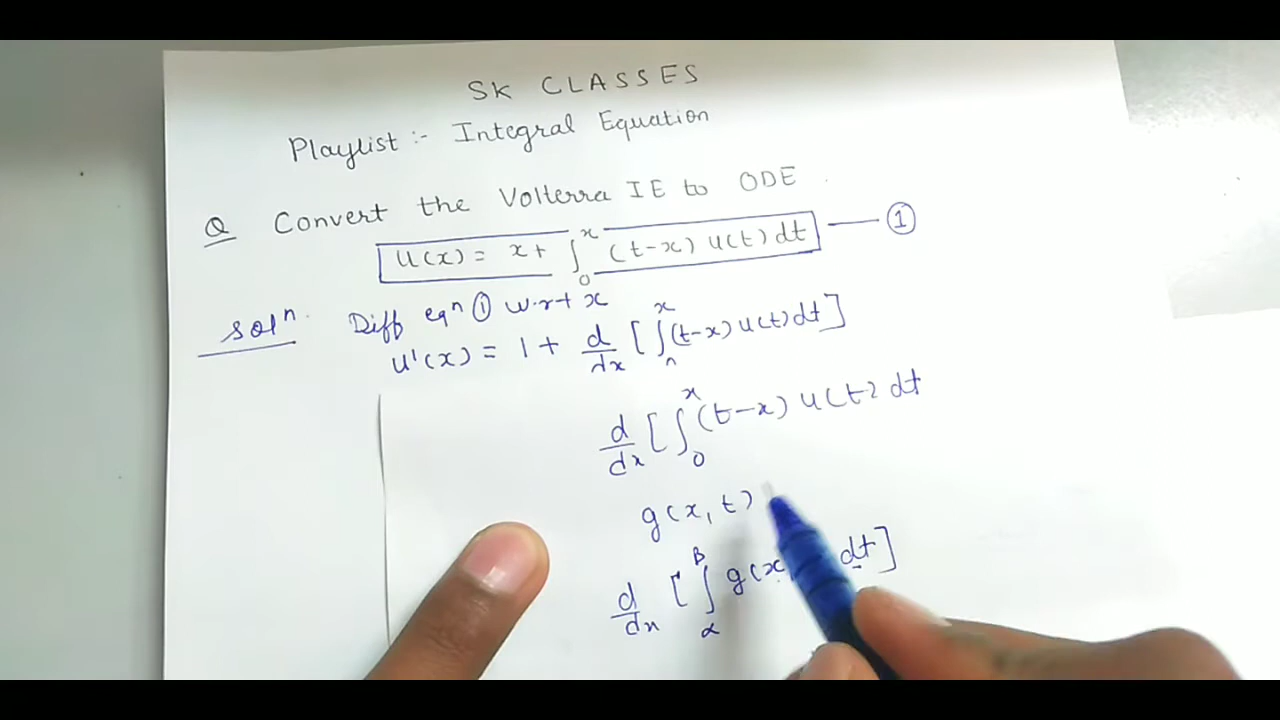 SK CLASSES
Playlist :- Integral Equation
Q Convert the Volterra IE to ODE
u(x) = x + ∫₀ˣ (t-x) u(t) dt —— ①
Solⁿ. Diff eqⁿ ① w.r.t x
u'(x) = 1 + d/dx [∫ₙˣ (t-x) u(t) dt]
d/dx [∫₀ˣ (t-x) u(t) dt
g(x, t)
d/dx [∫_α^β g(x dt]